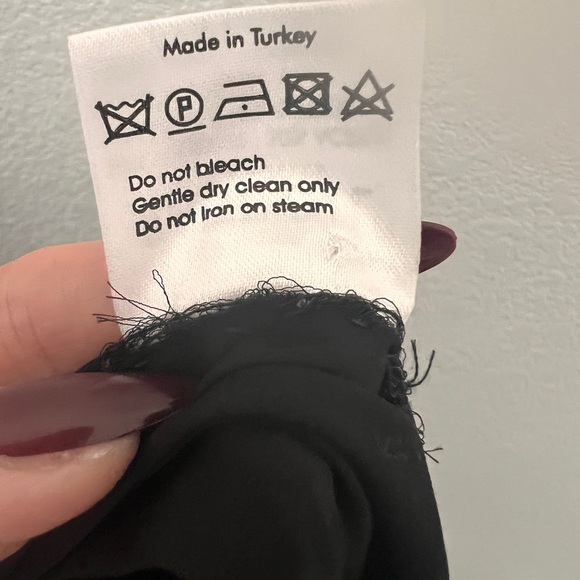 Made in Turkey
P
Do not bleach
Gentle dry clean only
Do not Iron on steam